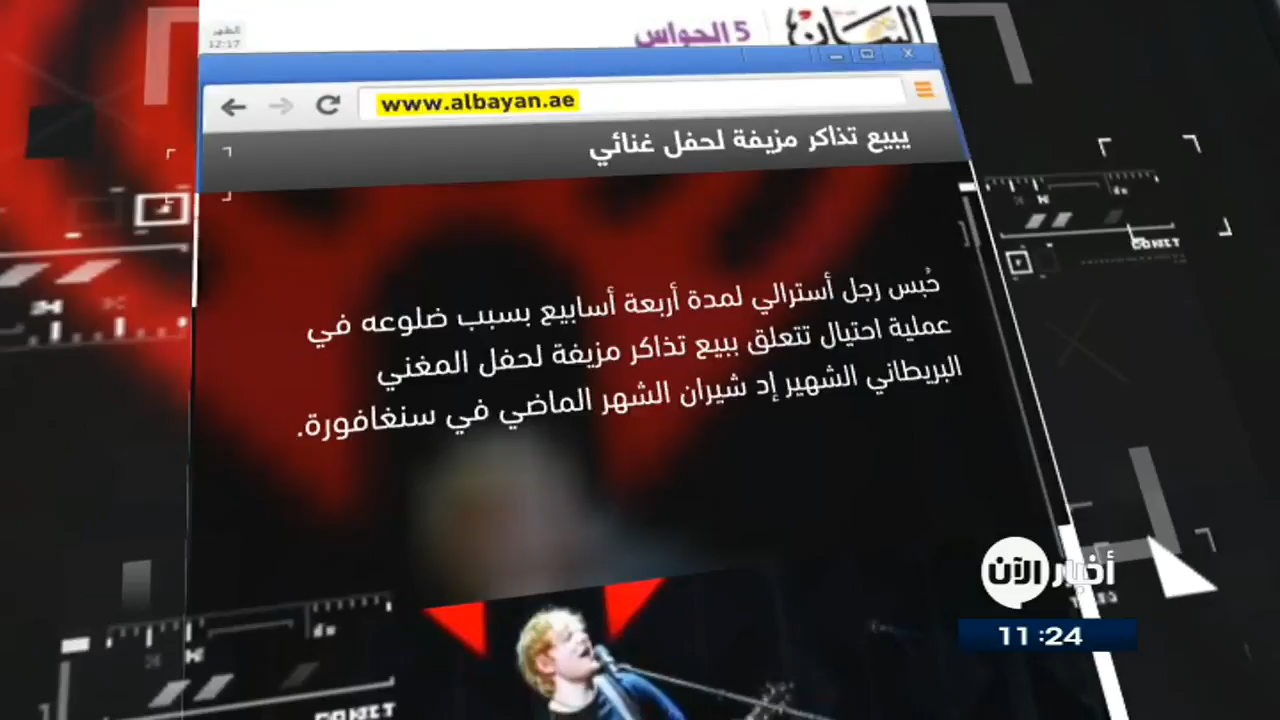 البيان
5 الحواس
الظهر
12:17
www.albayan.ae
يبيع تذاكر مزيفة لحفل غنائي
حُبس رجل أسترالي لمدة أربعة أسابيع بسبب ضلوعه في
عملية احتيال تتعلق ببيع تذاكر مزيفة لحفل المغني
البريطاني الشهير إد شيران الشهر الماضي في سنغافورة.
أخبار الآن
11:24